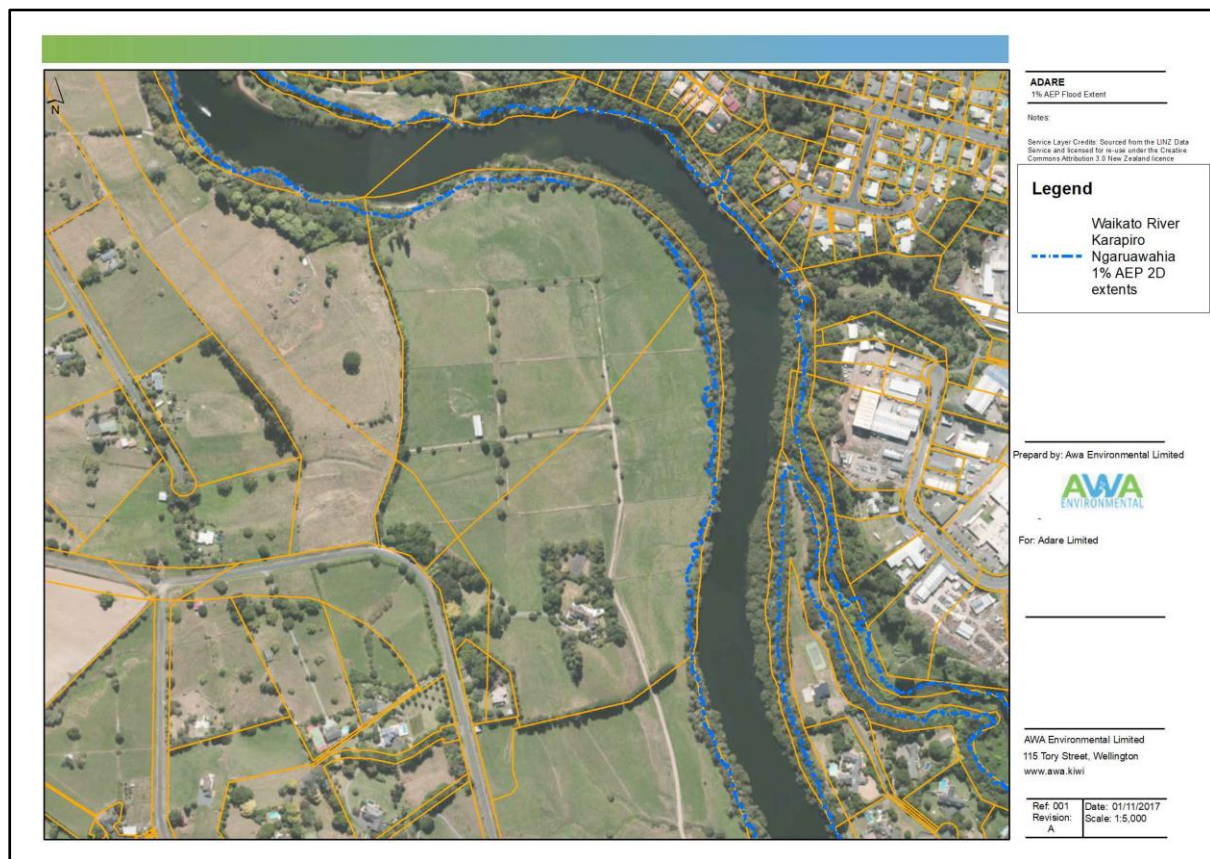 N
ADARE
1% AEP Flood Extent
Notes:
Service Layer Credits: Sourced from the LINZ Data
Service and licensed for re-use under the Creative
Commons Attribution 3.0 New Zealand licence
Legend
Waikato River
Karapiro
Ngaruawahia
1% AEP 2D
extents
Prepard by: Awa Environmental Limited
AWA
ENVIRONMENTAL
-
For: Adare Limited
AWA Environmental Limited
115 Tory Street, Wellington
www.awa.kiwi
Ref: 001
Revision:
A
Date: 01/11/2017
Scale: 1:5,000